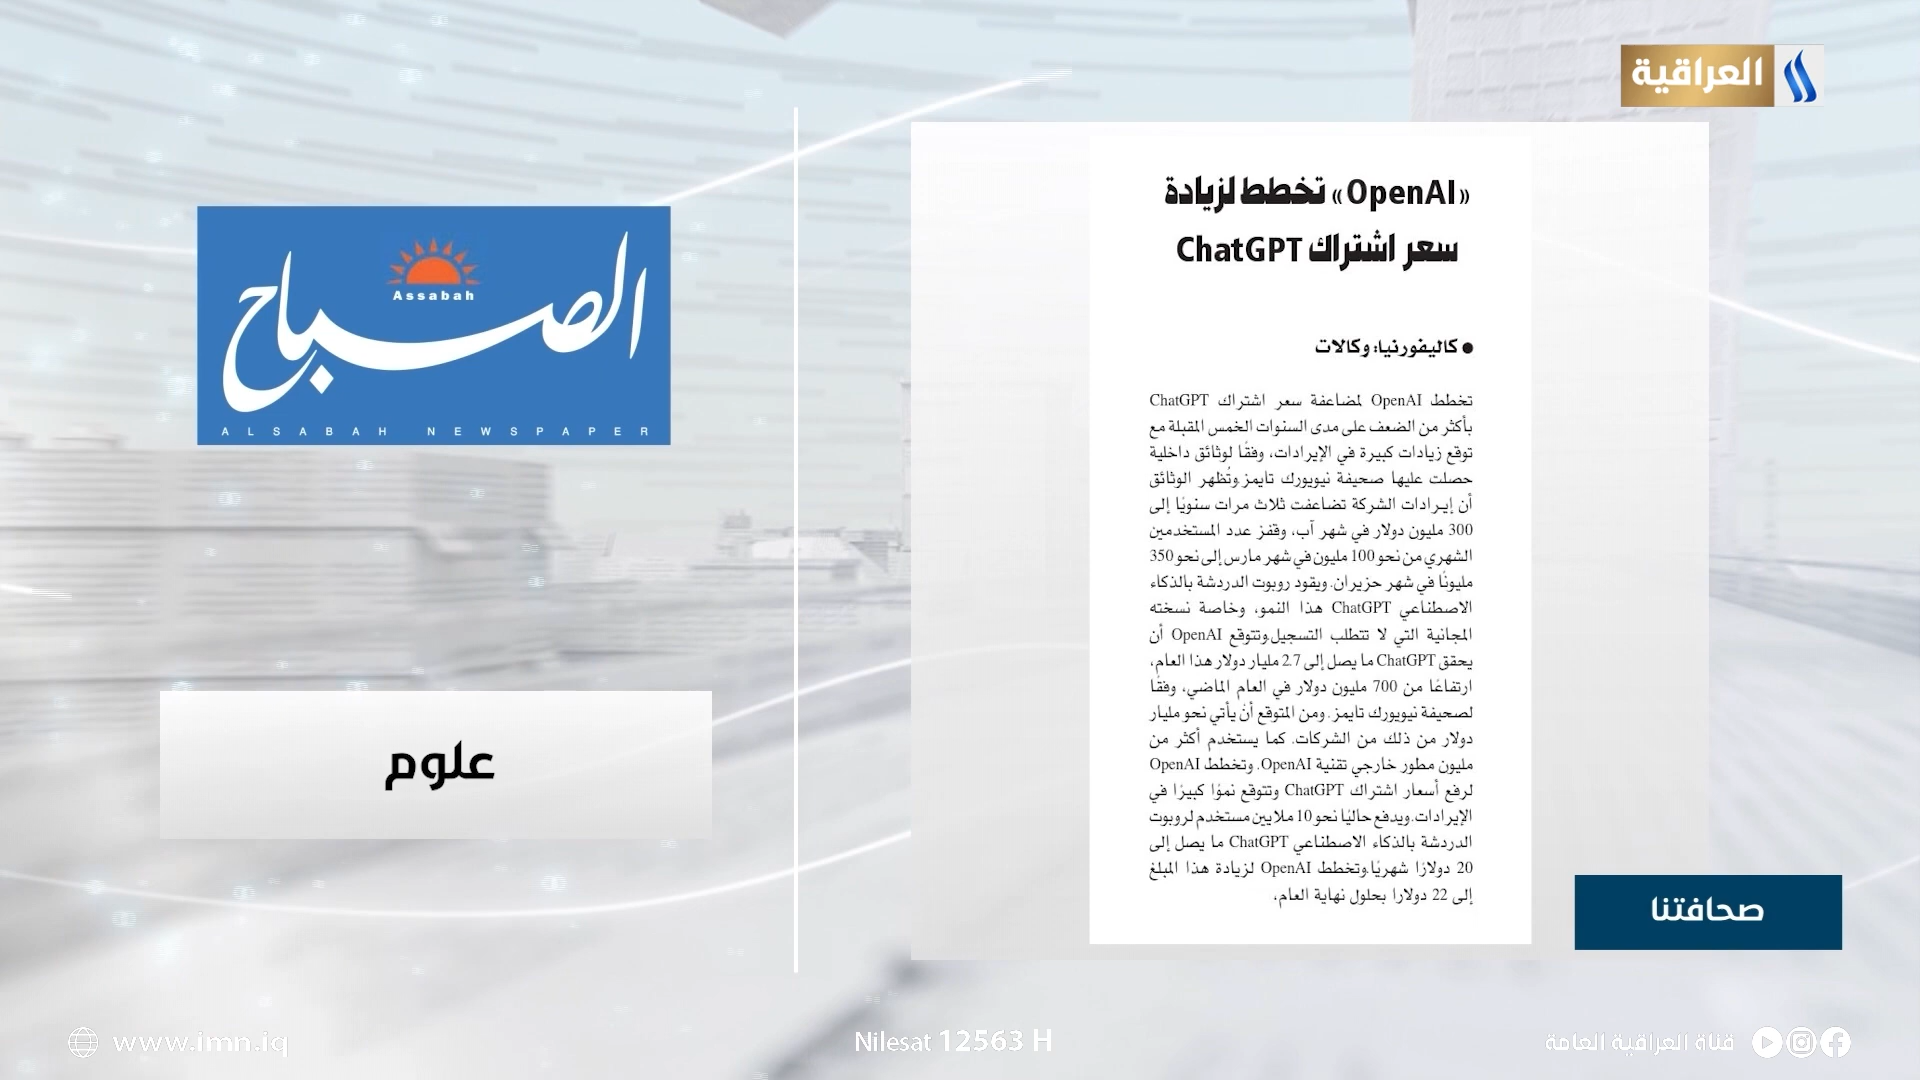 العراقية
«OpenAI» تخطط لزيادة
سعر اشتراك ChatGPT
● كاليفورنيا: وكالات
تخطط OpenAI لمضاعفة سعر اشتراك ChatGPT
بأكثر من الضعف على مدى السنوات الخمس المقبلة مع
توقع زيادات كبيرة في الإيرادات، وفقًا لوثائق داخلية
حصلت عليها صحيفة نيويورك تايمز.وتُظهر الوثائق
أن إيرادات الشركة تضاعفت ثلاث مرات سنويًا إلى
300 مليون دولار في شهر آب، وقفز عدد المستخدمين
الشهري من نحو 100 مليون في شهر مارس إلى نحو 350
مليونًا في شهر حزيران. ويقود روبوت الدردشة بالذكاء
الاصطناعي ChatGPT هذا النمو، وخاصة نسخته
المجانية التي لا تتطلب التسجيل.وتتوقع OpenAI أن
يحقق ChatGPT ما يصل إلى 2.7 مليار دولار هذا العام،
ارتفاعًا من 700 مليون دولار في العام الماضي، وفقًا
لصحيفة نيويورك تايمز. ومن المتوقع أن يأتي نحو مليار
دولار من ذلك من الشركات. كما يستخدم أكثر من
مليون مطور خارجي تقنية OpenAI. وتخطط OpenAI
لرفع أسعار اشتراك ChatGPT وتتوقع نموًا كبيرًا في
الإيرادات.ويدفع حاليًا نحو 10 ملايين مستخدم لروبوت
الدردشة بالذكاء الاصطناعي ChatGPT ما يصل إلى
20 دولارًا شهريًا.وتخطط OpenAI لزيادة هذا المبلغ
إلى 22 دولارا بحلول نهاية العام،
الصباح
Assabah
ALSABAH NEWSPAPER
علوم
صحافتنا
قناة العراقية العامة
Nilesat 12563 H
www.imn.iq